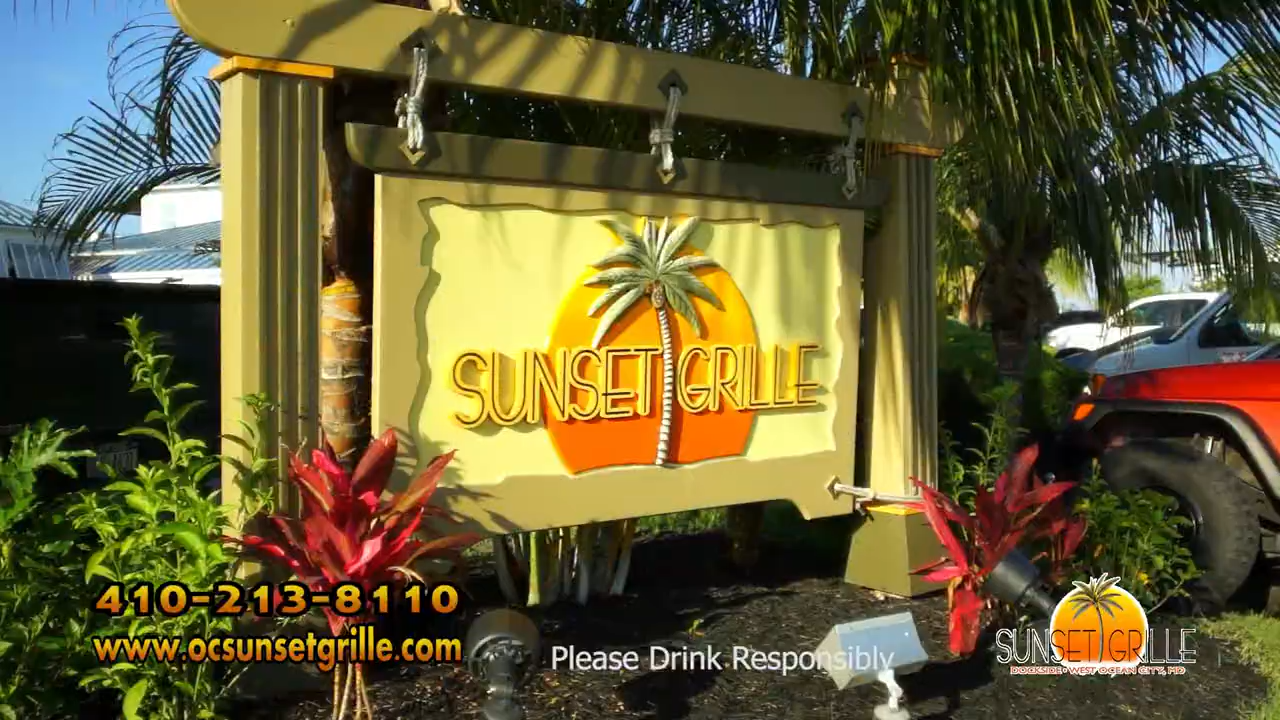 SUNSET GRILLE
410-213-8110
www.ocsunsetgrille.com
Please Drink Responsibly
SUNSET GRILLE
DOCKSIDE • WEST OCEAN CITY, MD